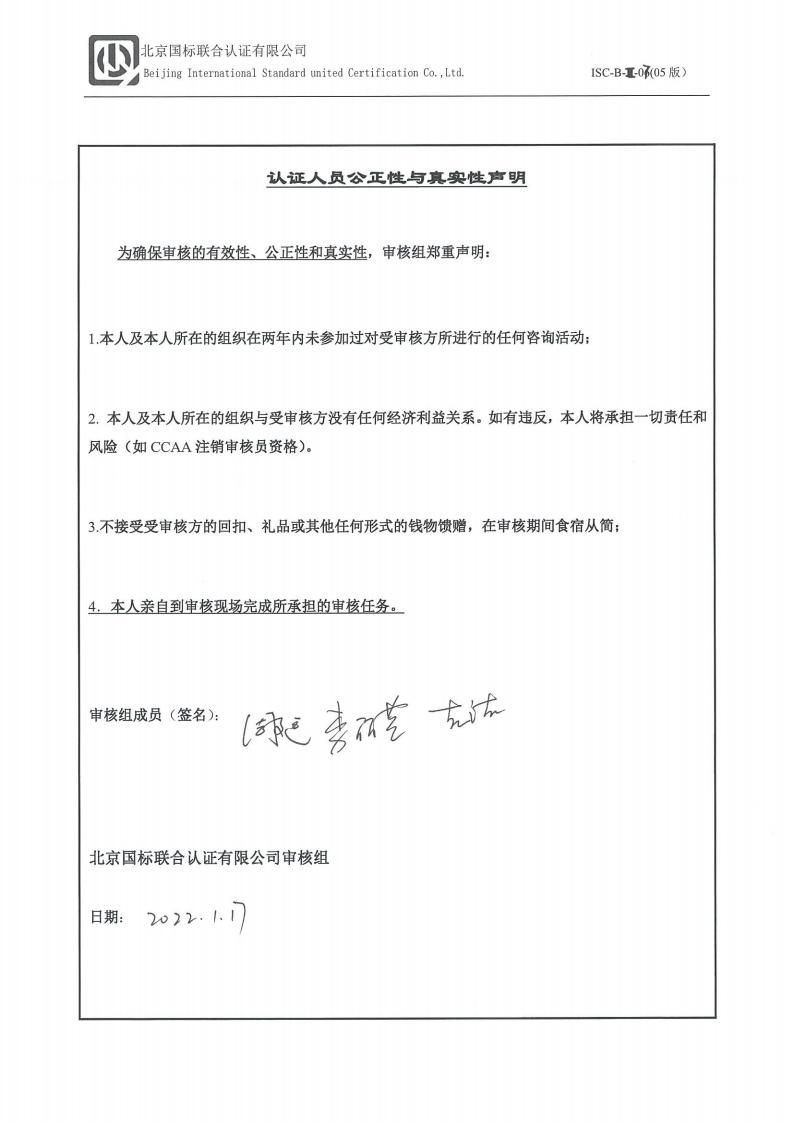 北京国标联合认证有限公司
Beijing International Standard united Certification Co.,Ltd.
ISC-B-II-07(05 版)
认证人员公正性与真实性声明
为确保审核的有效性、公正性和真实性，审核组郑重声明：
1.本人及本人所在的组织在两年内未参加过对受审核方所进行的任何咨询活动；
2. 本人及本人所在的组织与受审核方没有任何经济利益关系。如有违反，本人将承担一切责任和
风险（如 CCAA 注销审核员资格）。
3.不接受受审核方的回扣、礼品或其他任何形式的钱物馈赠，在审核期间食宿从简；
4. 本人亲自到审核现场完成所承担的审核任务。
审核组成员（签名）：
北京国标联合认证有限公司审核组
日期： 2022.1.17